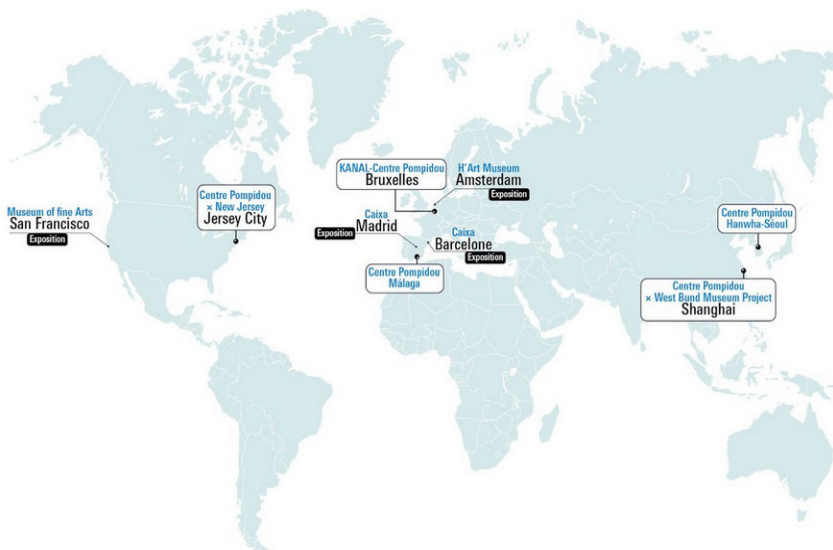 KANAL-Centre Pompidou
Bruxelles
H'Art Museum
Amsterdam
Exposition
Centre Pompidou
× New Jersey
Jersey City
Museum of fine Arts
San Francisco
Exposition
Caixa
Madrid
Exposition
Caixa
Barcelone
Exposition
Centre Pompidou
Málaga
Centre Pompidou
Hanwha-Séoul
Centre Pompidou
× West Bund Museum Project
Shanghai